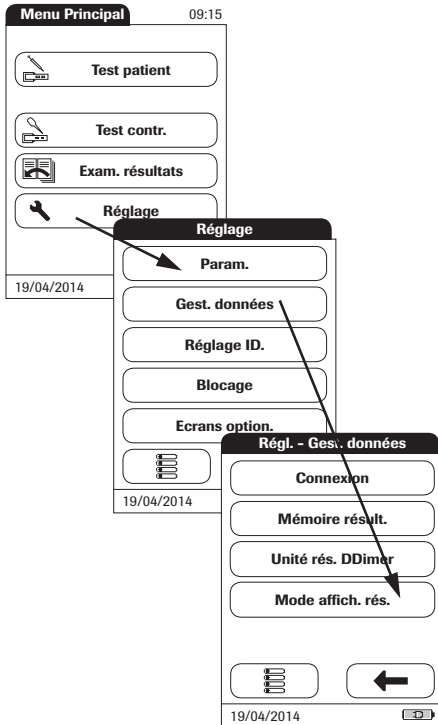 Menu Principal 09:15
Test patient
Test contr.
Exam. résultats
Réglage
19/04/2014
Réglage
Param.
Gest. données
Réglage ID.
Blocage
Ecrans option.
19/04/2014
Régl. - Gest. données
Connexion
Mémoire résult.
Unité rés. DDimer
Mode affich. rés.
19/04/2014